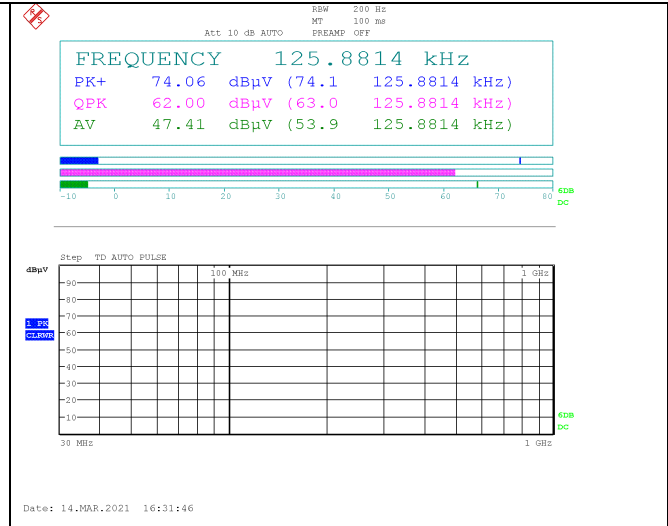 R S
RBW 200 Hz
MT 100 ms
Att 10 dB AUTO PREAMP OFF
FREQUENCY 125.8814 kHz
PK+ 74.06 dBµV (74.1 125.8814 kHz)
QPK 62.00 dBµV (63.0 125.8814 kHz)
AV 47.41 dBµV (53.9 125.8814 kHz)
-10 0 10 20 30 40 50 60 70 80
6DB
DC
Step TD AUTO PULSE
dBµV
100 MHz 1 GHz
90
80
70
1 PK
60
CLRWR
50
40
30
20
10
6DB
DC
30 MHz 1 GHz
Date: 14.MAR.2021 16:31:46